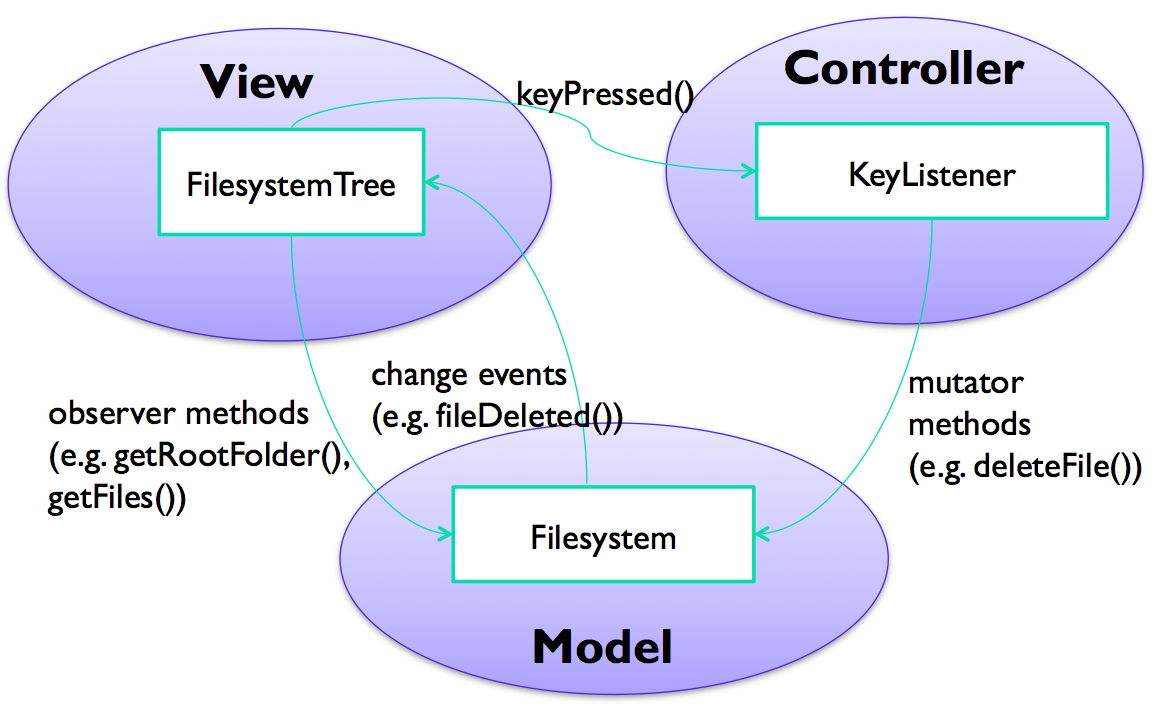 View
Controller
keyPressed()
FilesystemTree
KeyListener
change events
(e.g. fileDeleted())
observer methods
(e.g. getRootFolder(),
getFiles())
mutator
methods
(e.g. deleteFile())
Filesystem
Model